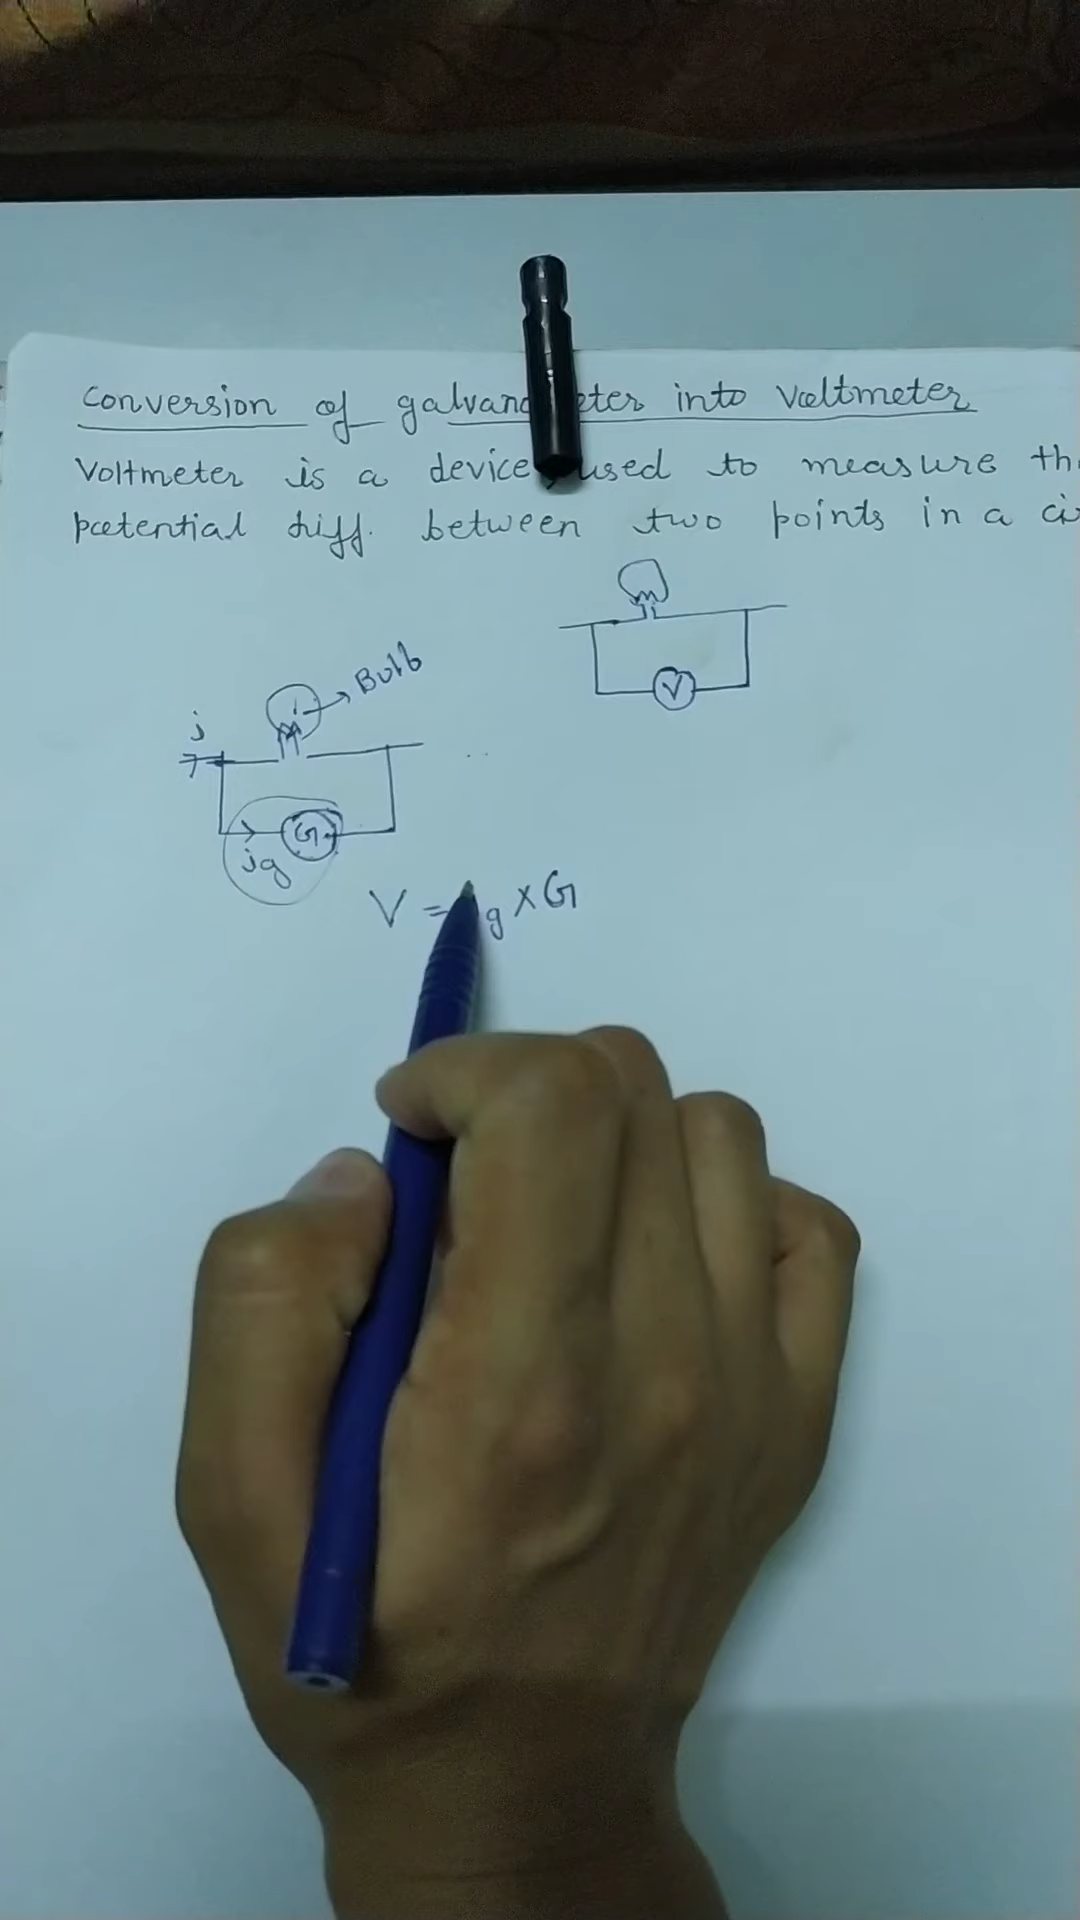 conversion of galvanometer into voltmeter
Voltmeter is a device, used to measure the
potential diff. between two points in a cir
V
Bulb
i
G
ig
V = g × G